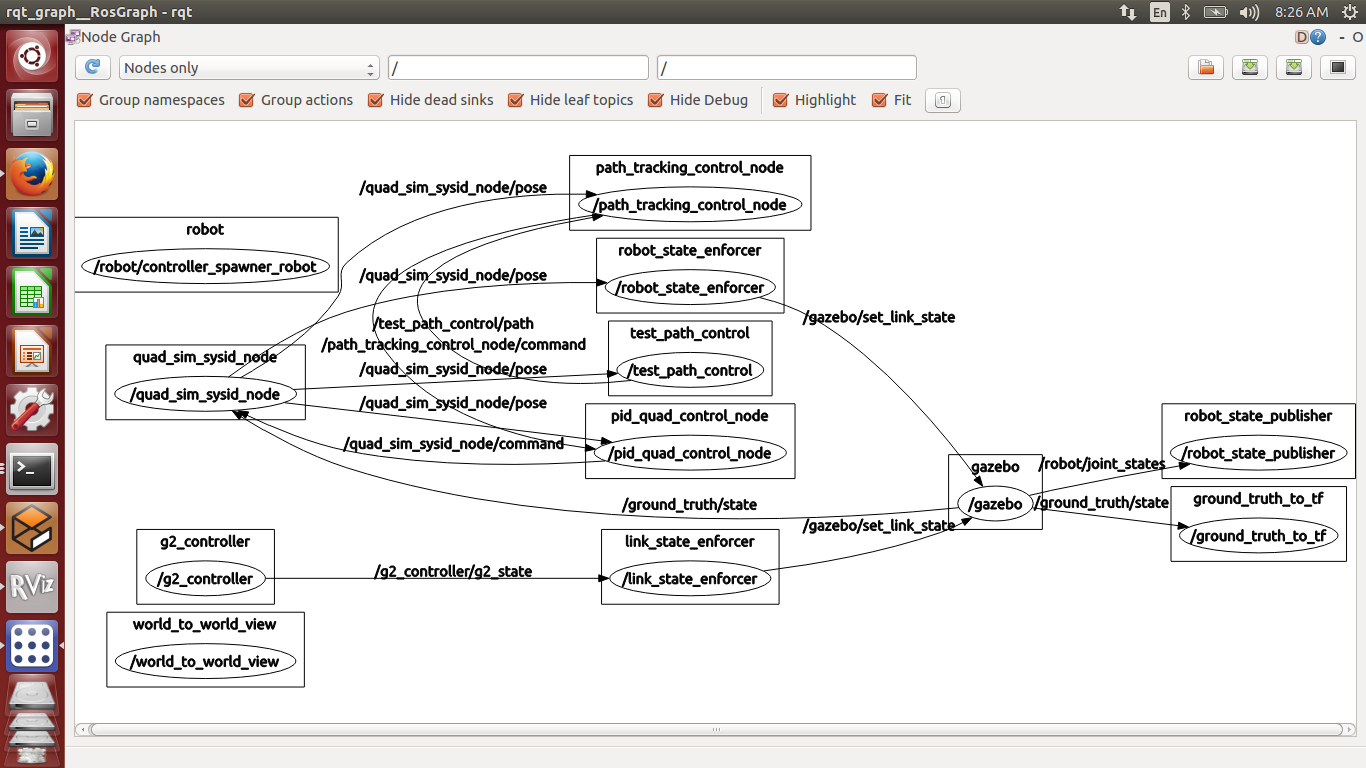 rqt_graph__RosGraph - rqt
En
8:26 AM
Node Graph
D
?
- O
Nodes only
/
/
Group namespaces
Group actions
Hide dead sinks
Hide leaf topics
Hide Debug
Highlight
Fit
path_tracking_control_node
/quad_sim_sysid_node/pose
/path_tracking_control_node
robot
/robot/controller_spawner_robot
robot_state_enforcer
/quad_sim_sysid_node/pose
/robot_state_enforcer
/gazebo/set_link_state
/test_path_control/path
test_path_control
/path_tracking_control_node/command
quad_sim_sysid_node
/quad_sim_sysid_node/pose
/test_path_control
/quad_sim_sysid_node
/quad_sim_sysid_node/pose
pid_quad_control_node
robot_state_publisher
/quad_sim_sysid_node/command
/pid_quad_control_node
/robot_state_publisher
gazebo
/robot/joint_states
/ground_truth/state
/gazebo
/ground_truth/state
ground_truth_to_tf
/gazebo/set_link_state
/ground_truth_to_tf
g2_controller
link_state_enforcer
/g2_controller
/g2_controller/g2_state
/link_state_enforcer
RViz
world_to_world_view
/world_to_world_view